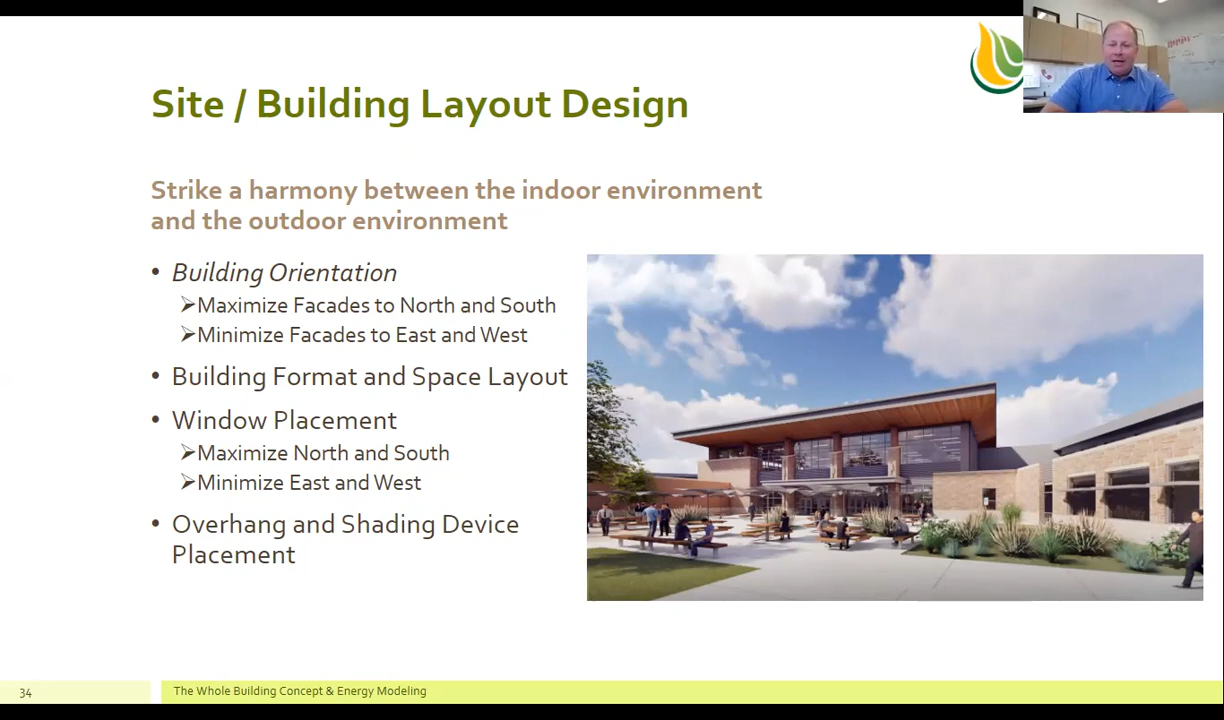 Site / Building Layout Design
Strike a harmony between the indoor environment
and the outdoor environment
• Building Orientation
➢Maximize Facades to North and South
➢Minimize Facades to East and West
• Building Format and Space Layout
• Window Placement
➢Maximize North and South
➢Minimize East and West
• Overhang and Shading Device
Placement
34
The Whole Building Concept & Energy Modeling